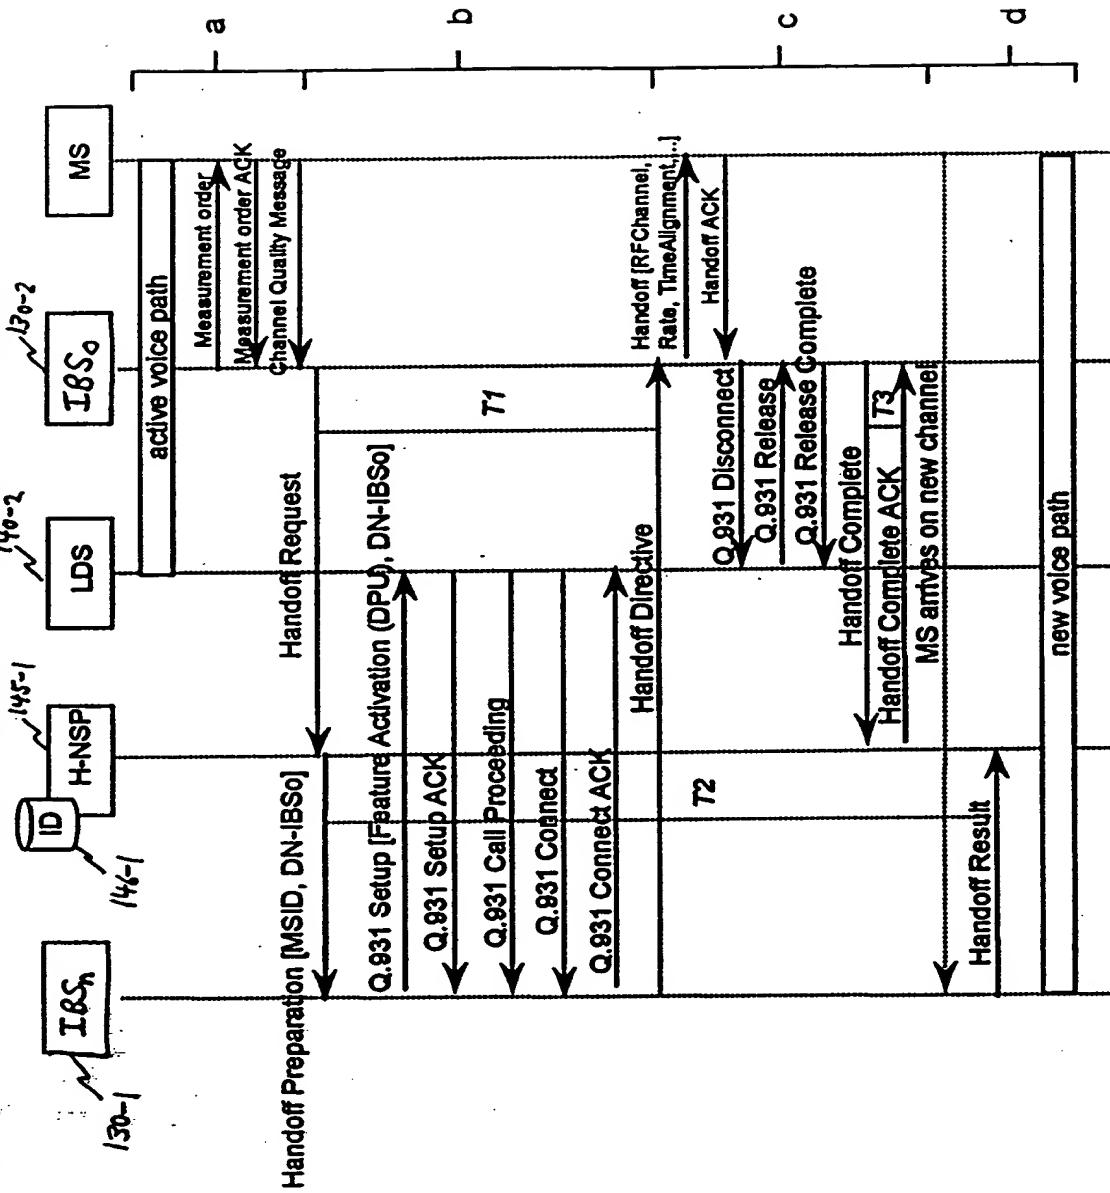 130-1
IBSn
146-1
ID
145-1
H-NSP
140-2
LDS
130-2
IBSo
MS
active voice path
Measurement order
Measurement order ACK
Channel Quality Message
a
Handoff Request
Handoff Preparation [MSID, DN-IBSo]
Q.931 Setup [Feature Activation (DPU), DN-IBSo]
Q.931 Setup ACK
Q.931 Call Proceeding
Q.931 Connect
Q.931 Connect ACK
T1
b
Handoff Directive
Handoff [RFChannel,
Rate, TimeAlignment,...]
Handoff ACK
Q.931 Disconnect
Q.931 Release
Q.931 Release Complete
Handoff Complete
T3
Handoff Complete ACK
MS arrives on new channel
T2
c
Handoff Result
new voice path
d